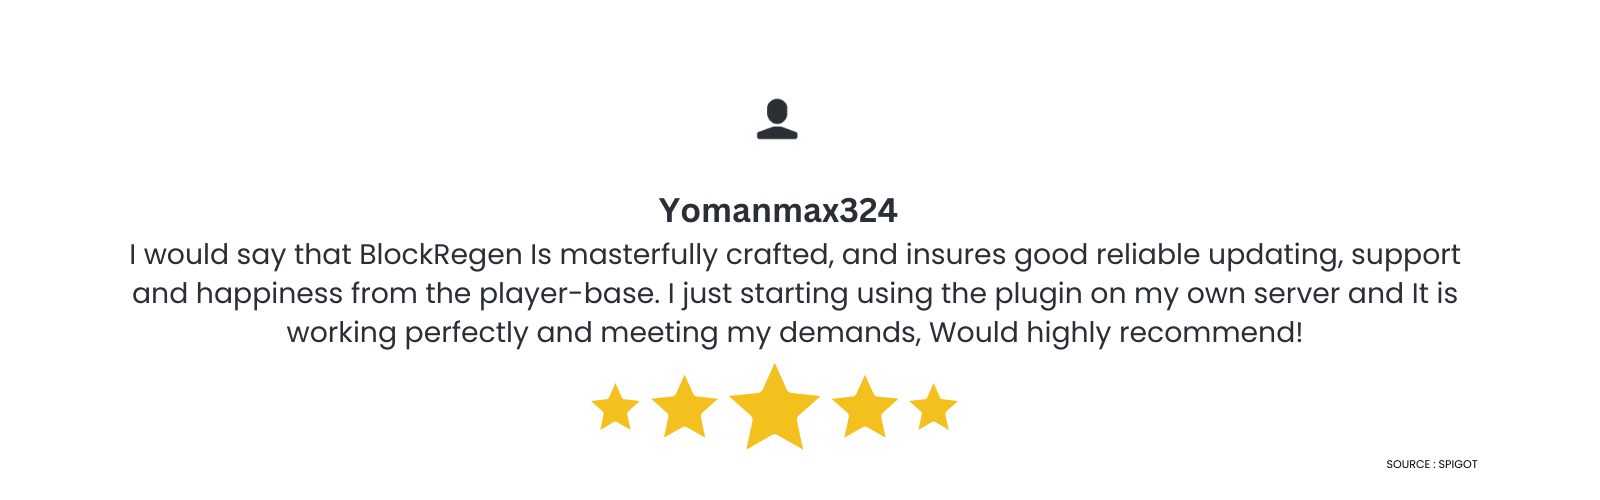 Yomanmax324
I would say that BlockRegen Is masterfully crafted, and insures good reliable updating, support
and happiness from the player-base. I just starting using the plugin on my own server and It is
working perfectly and meeting my demands, Would highly recommend!
SOURCE : SPIGOT